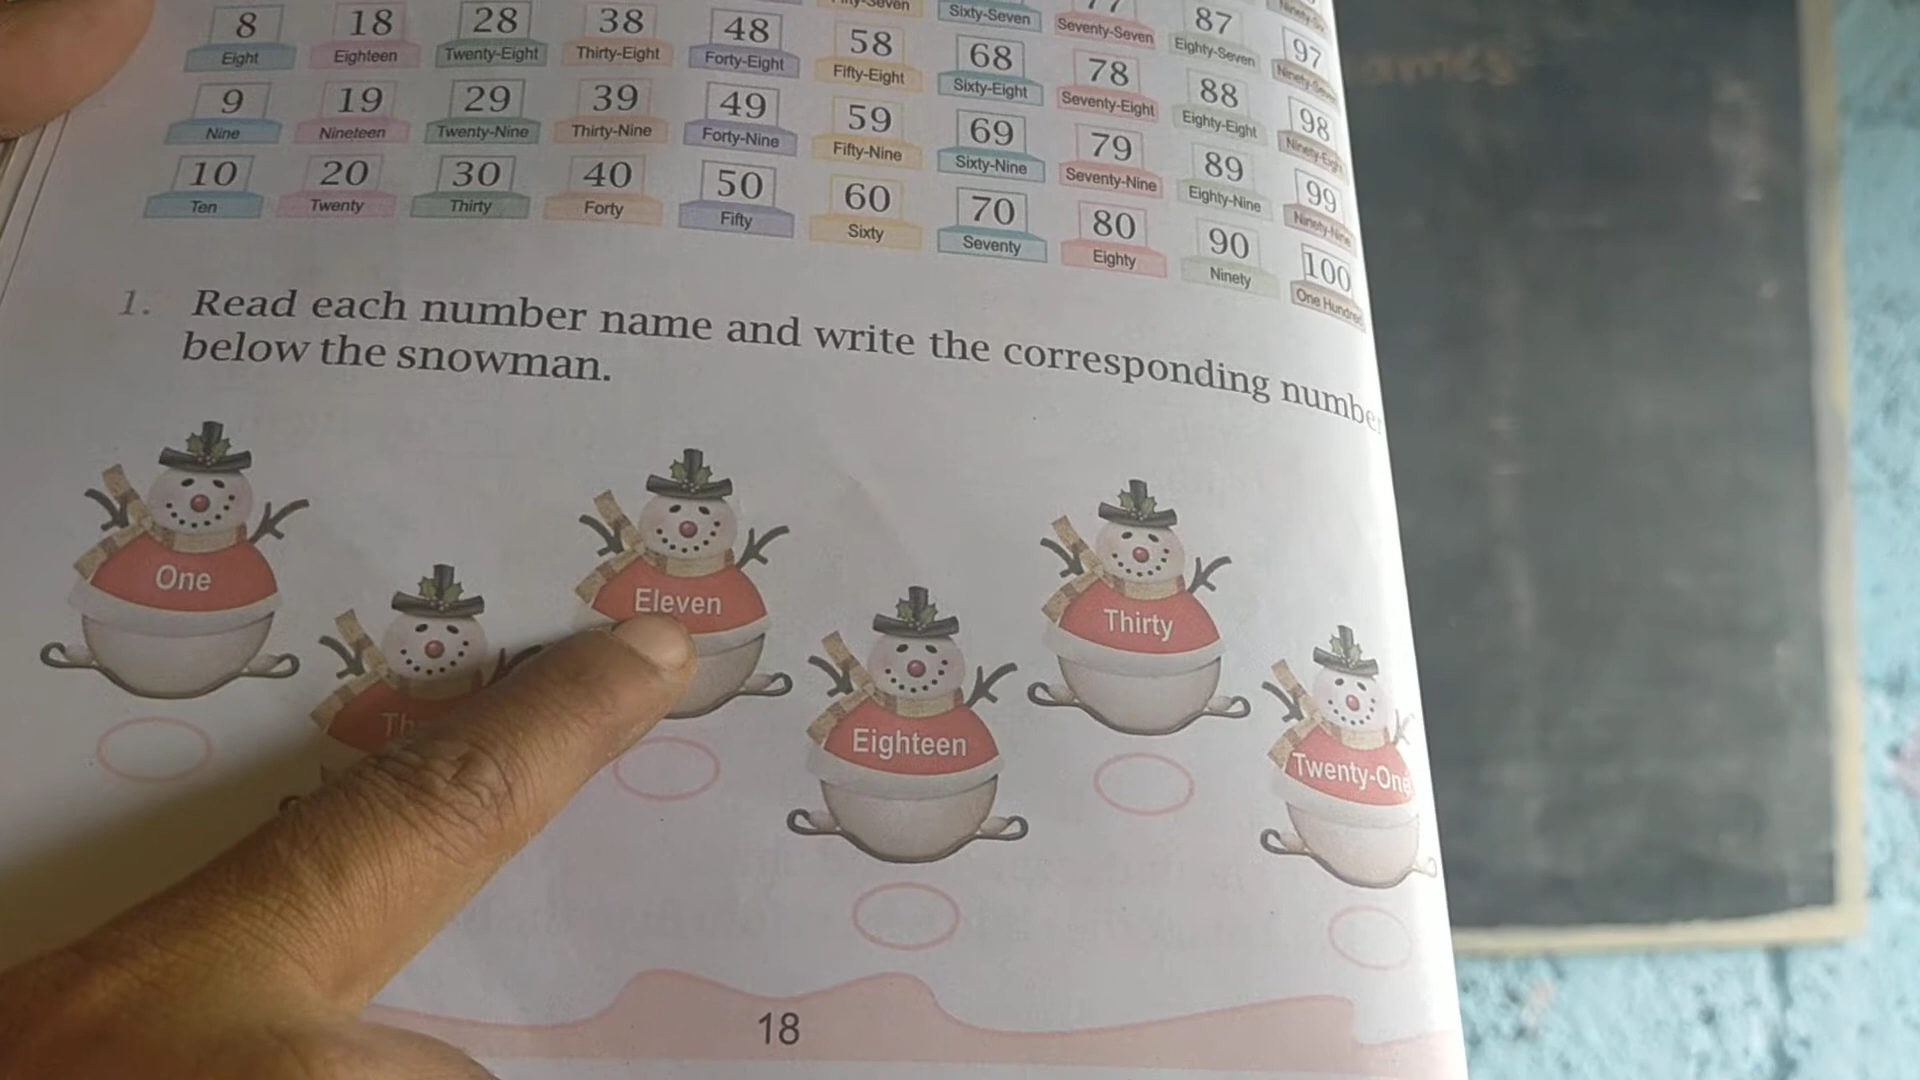 8 18 28 38 48 58 68 87 97
Eight Eighteen Twenty-Eight Thirty-Eight Forty-Eight Fifty-Eight Sixty-Eight Sixty-Seven Seventy-Seven Eighty-Seven
9 19 29 39 49 59 69 78 88 98
Nine Nineteen Twenty-Nine Thirty-Nine Forty-Nine Fifty-Nine Sixty-Nine Seventy-Eight Eighty-Eight
10 20 30 40 50 60 70 79 89 99
Ten Twenty Thirty Forty Fifty Sixty Seventy Seventy-Nine Eighty-Nine
80 90 100
Eighty Ninety One
1. Read each number name and write the corresponding
below the snowman.
One Eleven Thirty
Eighteen Twenty-One
18